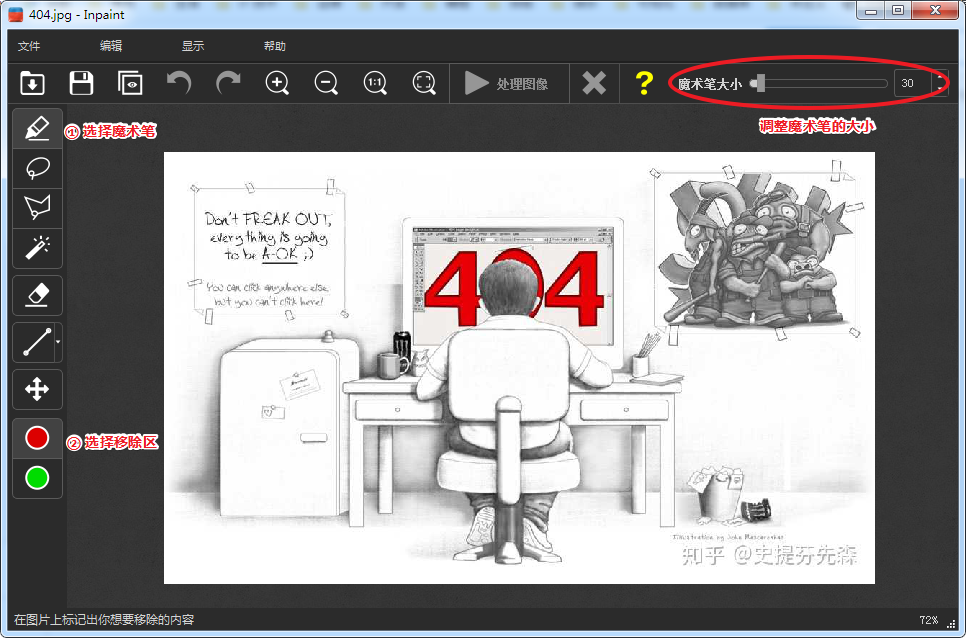 404.jpg - Inpaint
文件 编辑 显示 帮助
1:1
处理图像
?
魔术笔大小
30
调整魔术笔的大小
① 选择魔术笔
Don't FREAK OUT,
everything is going
to be A-OK ;)
You can click anywhere else
but you can't click here!
404
② 选择移除区
Illustration by John
知乎 @史提芬先森
在图片上标记出你想要移除的内容
72%